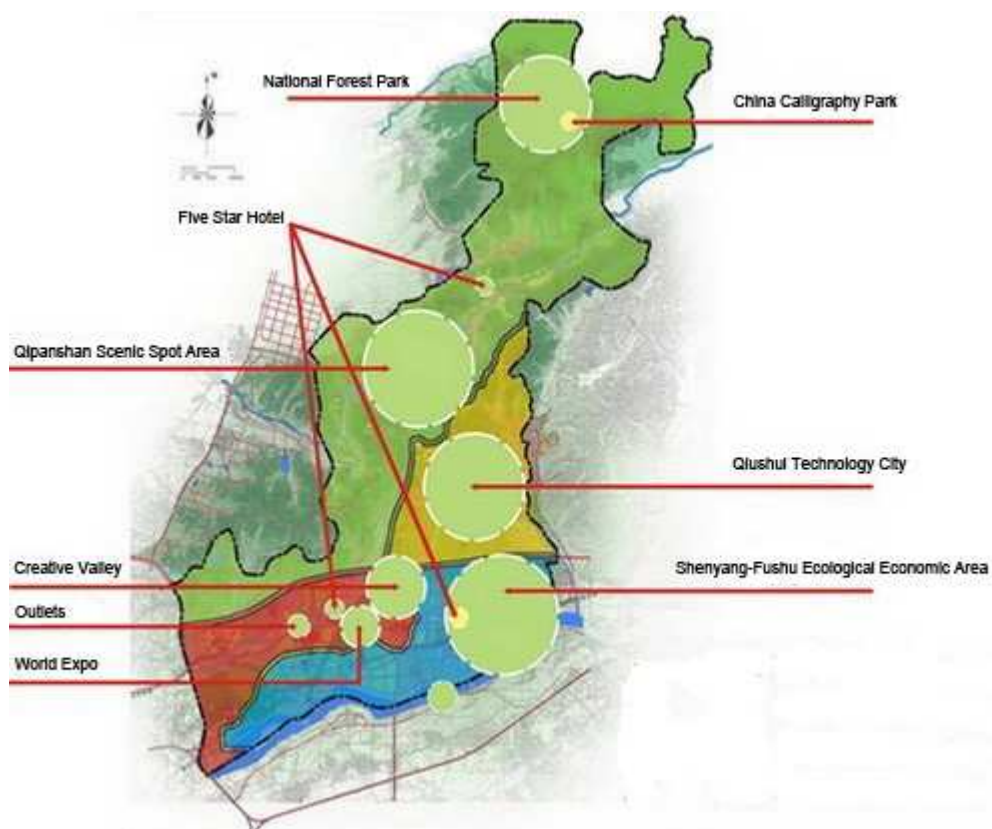 National Forest Park
China Calligraphy Park
Five Star Hotel
Qipanshan Scenic Spot Area
Qiushui Technology City
Creative Valley
Shenyang-Fushu Ecological Economic Area
Outlets
World Expo